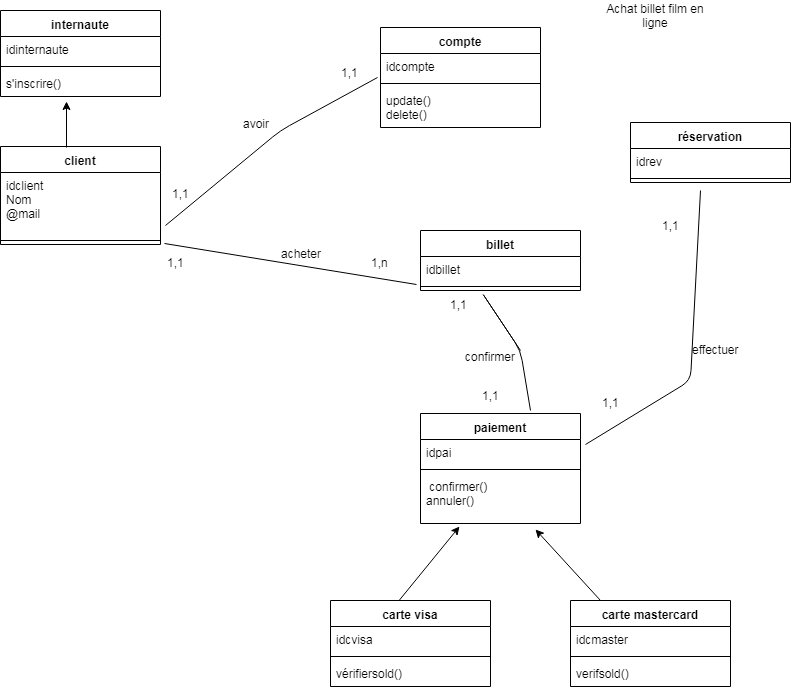 Achat billet film en
ligne
internaute
idinternaute
s'inscrire()
compte
idcompte
update()
delete()
1,1
avoir
1,1
client
idclient
Nom
@mail
réservation
idrev
1,1
acheter
1,n
1,1
billet
idbillet
1,1
confirmer
1,1
effectuer
1,1
paiement
idpai
confirmer()
annuler()
carte visa
idcvisa
vérifiersold()
carte mastercard
idcmaster
verifsold()